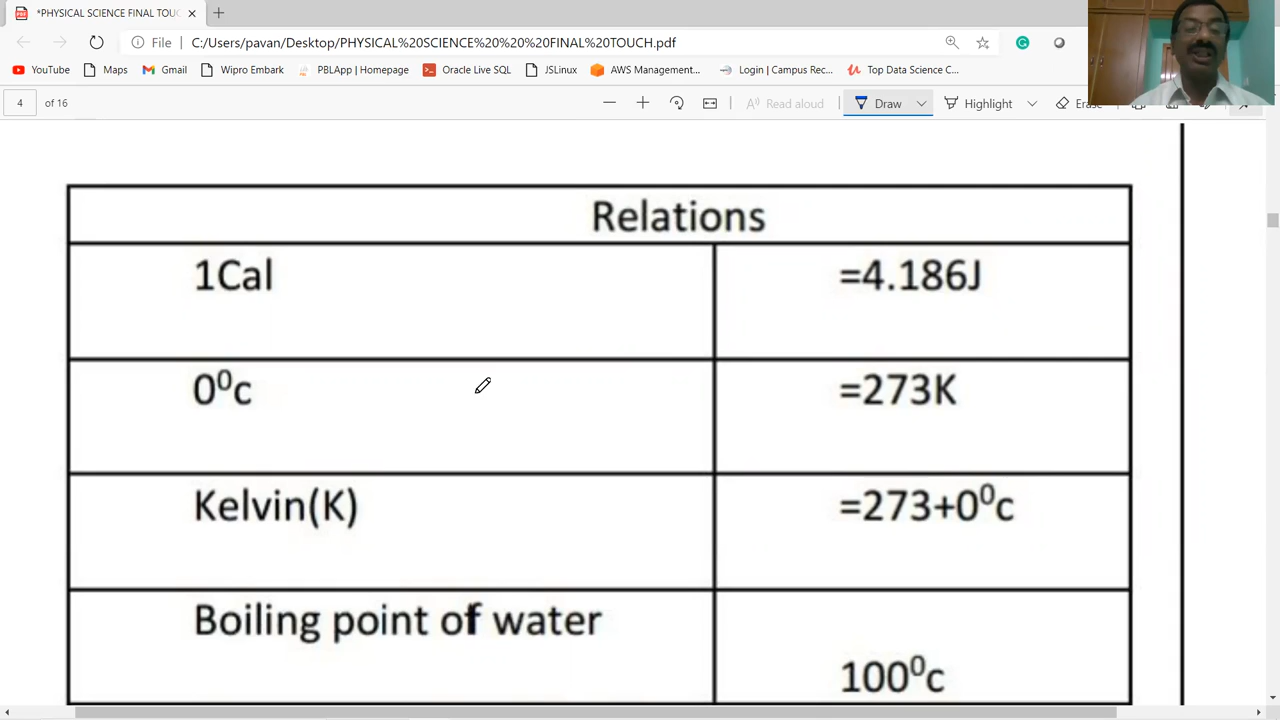 *PHYSICAL SCIENCE FINAL TOUC
File
C:/Users/pavan/Desktop/PHYSICAL%20SCIENCE%20%20%20FINAL%20TOUCH.pdf
YouTube
Maps
Gmail
Wipro Embark
PBLApp | Homepage
Oracle Live SQL
JSLinux
AWS Management...
Login | Campus Rec...
Top Data Science C...
4 of 16
Read aloud
Draw
Highlight
Erase
Relations
1Cal =4.186J
0⁰c =273K
Kelvin(K) =273+0⁰c
Boiling point of water
100⁰c